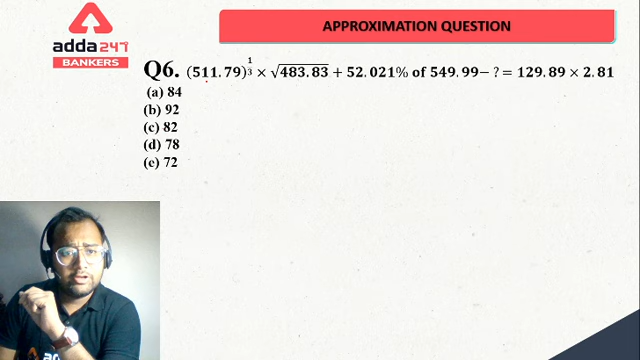 adda247
BANKERS
APPROXIMATION QUESTION
Q6. (511.79)^{1/3} × √483.83 + 52.021% of 549.99− ? = 129.89 × 2.81
(a) 84
(b) 92
(c) 82
(d) 78
(e) 72